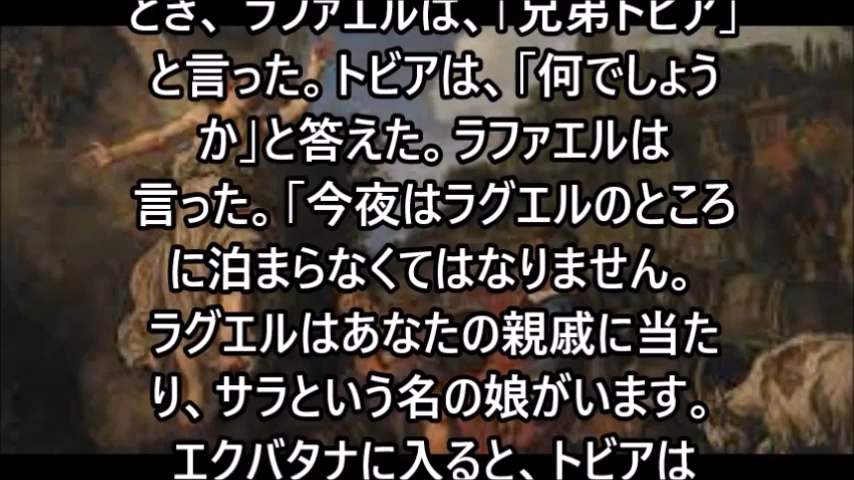 とき、ラファエルは、「兄弟トビア」
と言った。トビアは、「何でしょう
か」と答えた。ラファエルは
言った。「今夜はラグエルのところ
に泊まらなくてはなりません。
ラグエルはあなたの親戚に当た
り、サラという名の娘がいます。
エクバタナに入ると、トビアは